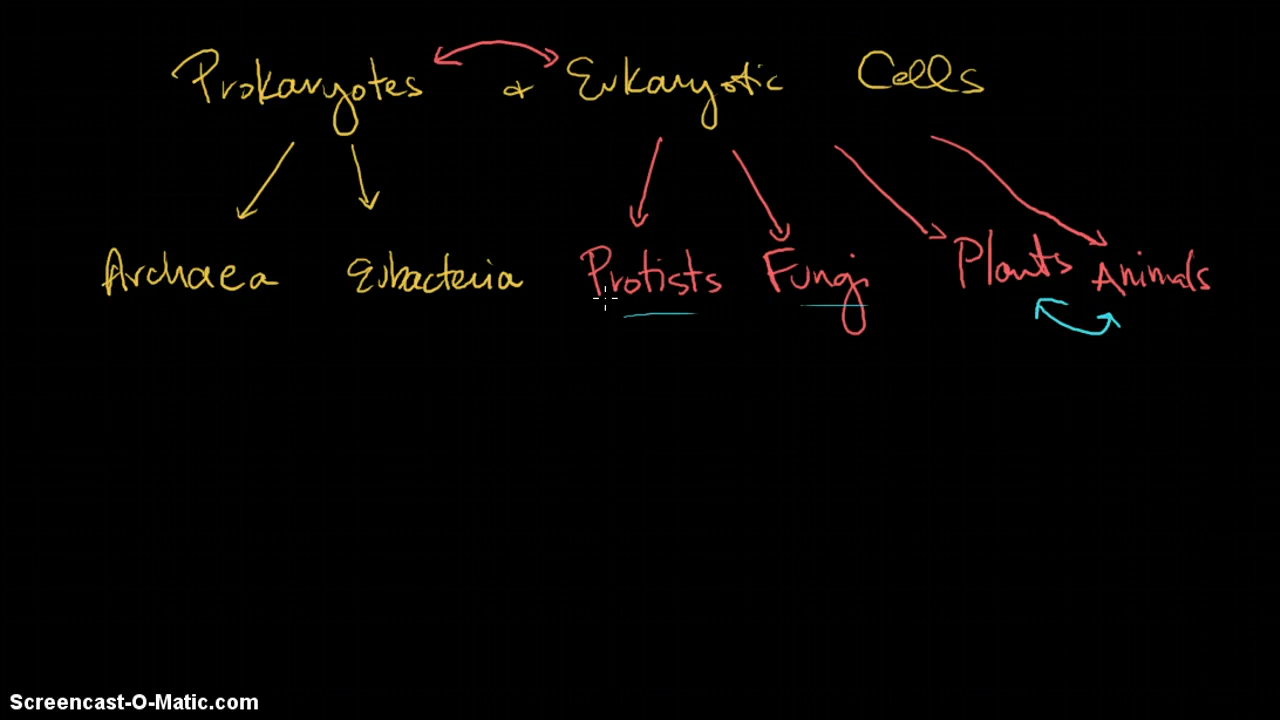 Prokaryotes & Eukaryotic Cells
Archaea Eubacteria Protists Fungi Plants Animals
Screencast-O-Matic.com